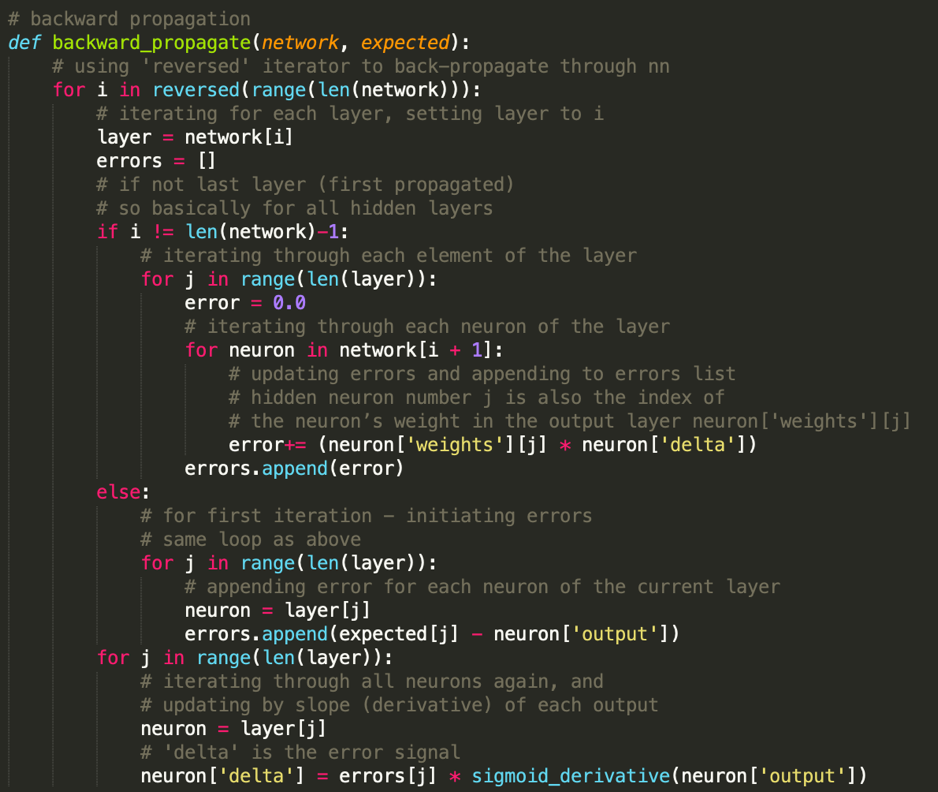 # backward propagation
def backward_propagate(network, expected):
    # using 'reversed' iterator to back-propagate through nn
    for i in reversed(range(len(network))):
        # iterating for each layer, setting layer to i
        layer = network[i]
        errors = []
        # if not last layer (first propagated)
        # so basically for all hidden layers
        if i != len(network)-1:
            # iterating through each element of the layer
            for j in range(len(layer)):
                error = 0.0
                # iterating through each neuron of the layer
                for neuron in network[i + 1]:
                    # updating errors and appending to errors list
                    # hidden neuron number j is also the index of
                    # the neuron’s weight in the output layer neuron['weights'][j]
                    error+= (neuron['weights'][j] * neuron['delta'])
                errors.append(error)
        else:
            # for first iteration – initiating errors
            # same loop as above
            for j in range(len(layer)):
                # appending error for each neuron of the current layer
                neuron = layer[j]
                errors.append(expected[j] - neuron['output'])
        for j in range(len(layer)):
            # iterating through all neurons again, and
            # updating by slope (derivative) of each output
            neuron = layer[j]
            # 'delta' is the error signal
            neuron['delta'] = errors[j] * sigmoid_derivative(neuron['output'])